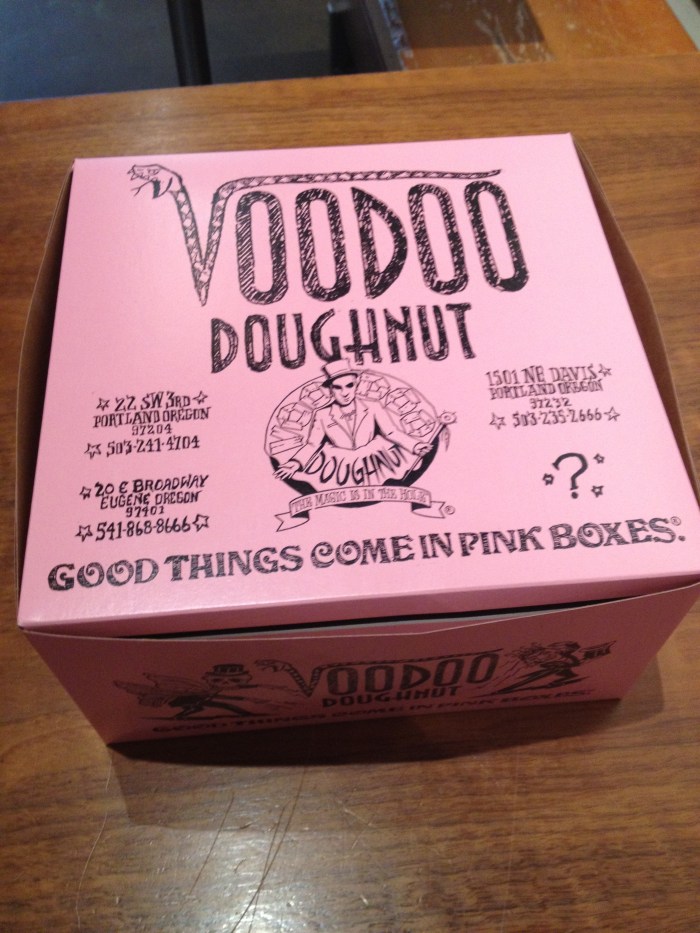 VOODOO
DOUGHNUT
22 SW 3RD
PORTLAND OREGON
97204
503-241-4704
20 E BROADWAY
EUGENE OREGON
97401
541-868-8666
1501 NE DAVIS
PORTLAND OREGON
97232
503-235-2666
?
DOUGHNUT
THE MAGIC IS IN THE HOLE
®
GOOD THINGS COME IN PINK BOXES®
VOODOO
DOUGHNUT
GOOD THINGS COME IN PINK BOXES